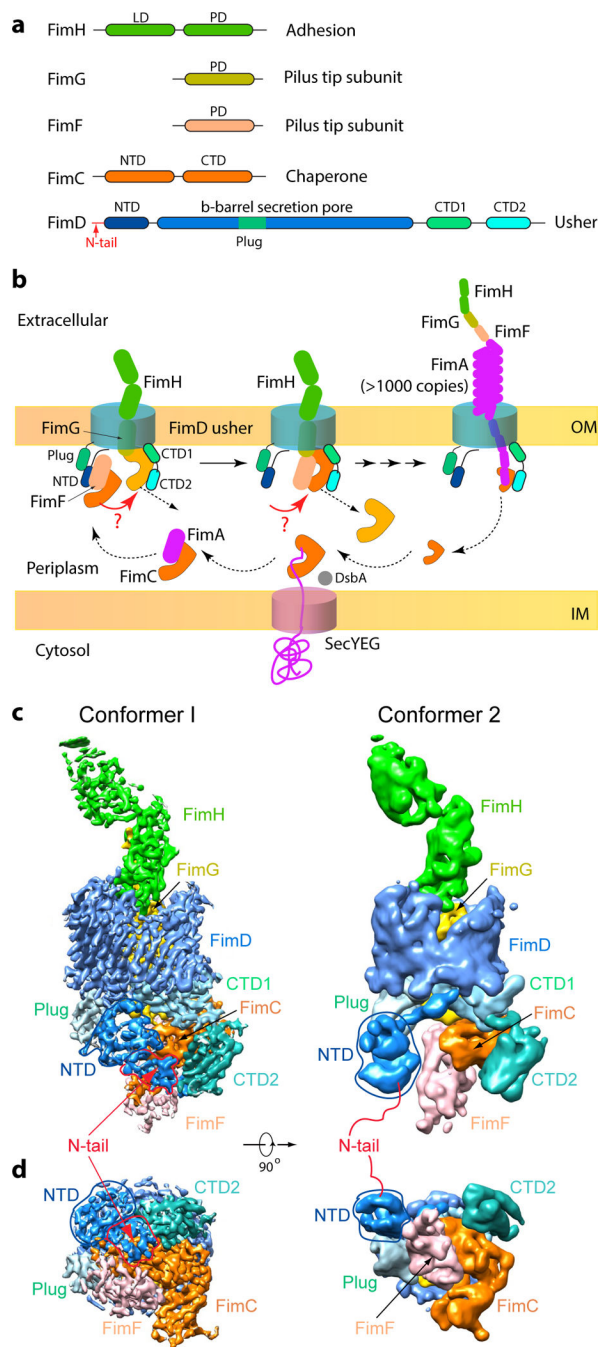 a
LD PD
FimH Adhesion
PD
FimG Pilus tip subunit
PD
FimF Pilus tip subunit
NTD CTD
FimC Chaperone
NTD b-barrel secretion pore CTD1 CTD2
FimD Usher
N-tail Plug
b
Extracellular
FimH
FimG
FimF
FimA
(>1000 copies)
FimH FimH
FimG FimD usher OM
Plug CTD1
NTD CTD2
FimF
? ?
FimA
FimC
Periplasm DsbA
IM
SecYEG
Cytosol
c
Conformer I Conformer 2
FimH
FimG FimG
FimD FimD
CTD1 CTD1
Plug Plug
FimC FimC
NTD NTD
CTD2 CTD2
FimF FimF
N-tail N-tail
90°
d
CTD2 CTD2
NTD NTD
Plug Plug
FimC FimC
FimF FimF